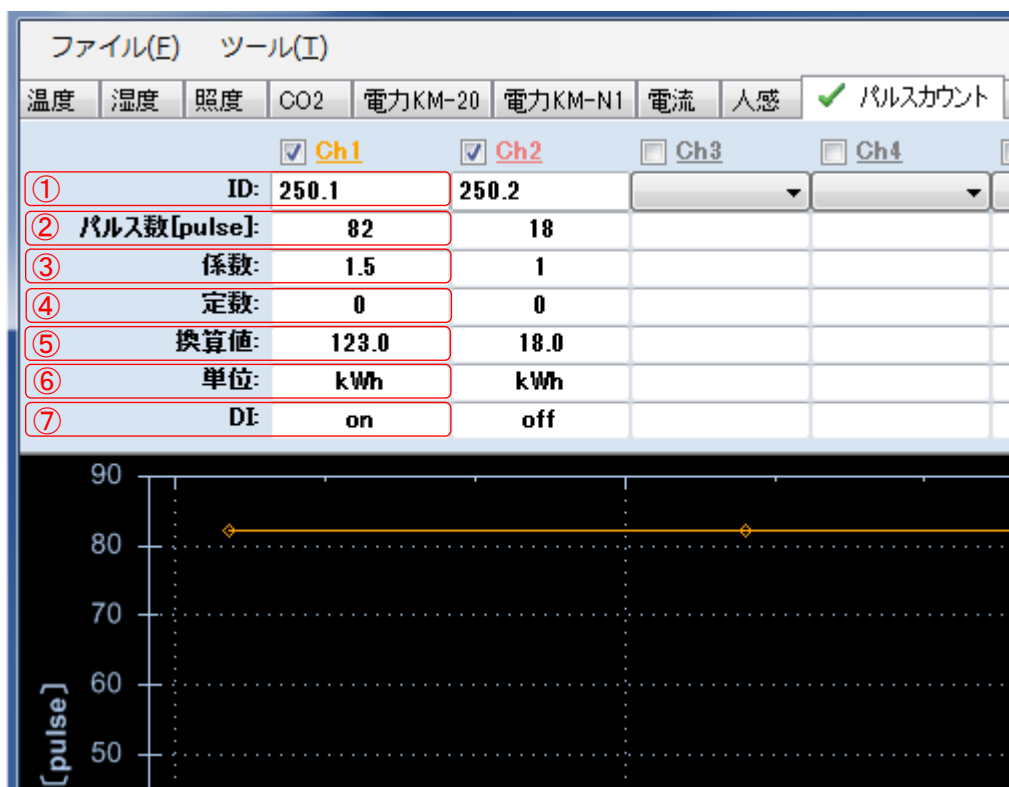 ファイル(F) ツール(T)
温度 湿度 照度 CO2 電力KM-20 電力KM-N1 電流 人感 パルスカウント
Ch1 Ch2 Ch3 Ch4
① ID: 250.1 250.2
② パルス数[pulse]: 82 18
③ 係数: 1.5 1
④ 定数: 0 0
⑤ 換算値: 123.0 18.0
⑥ 単位: kWh kWh
⑦ DI: on off
90
80
70
60
50
[pulse]